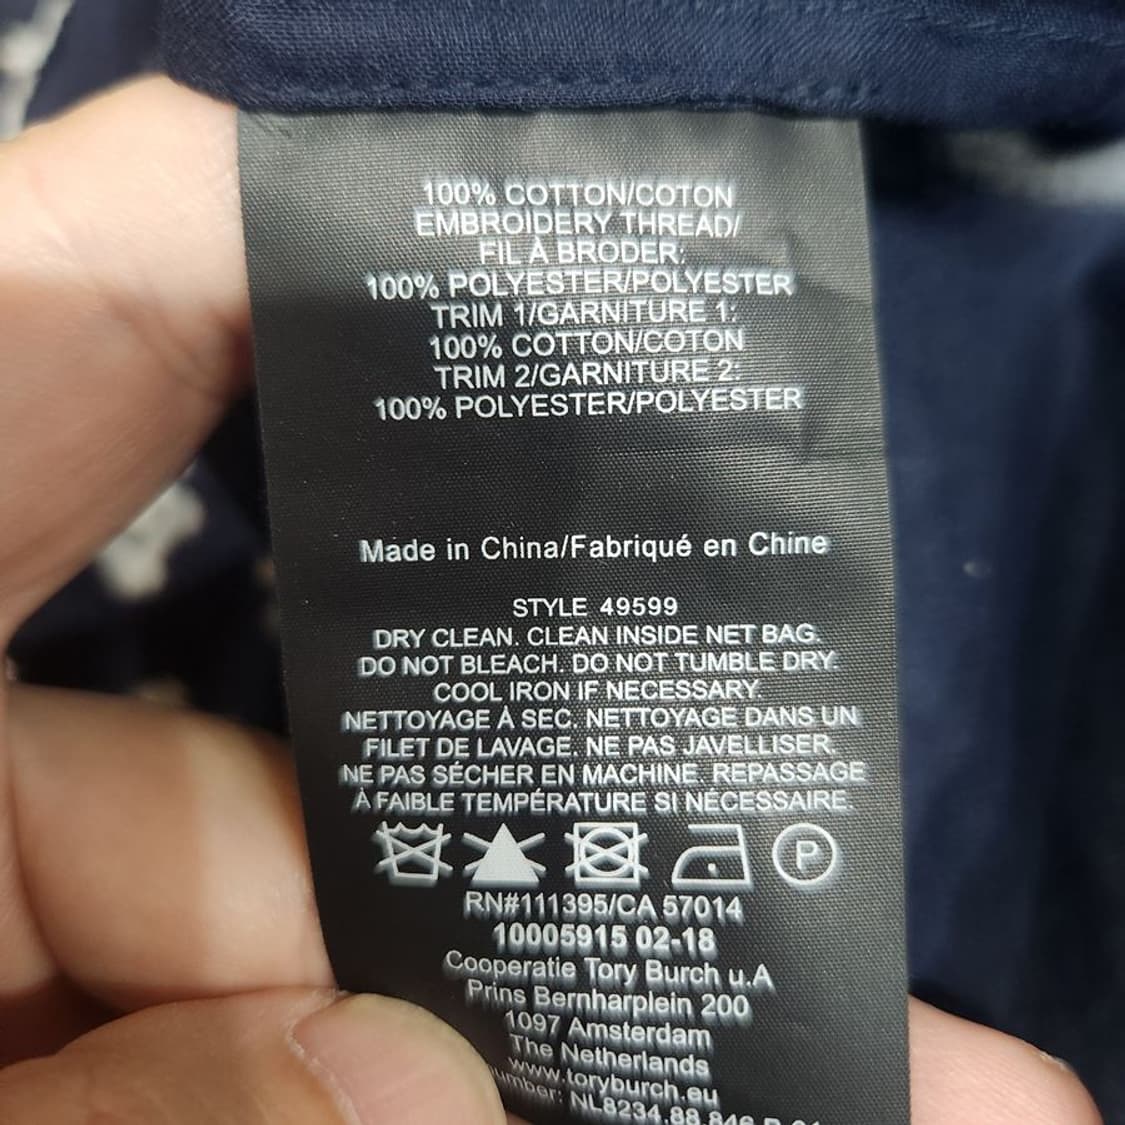 100% COTTON/COTON
EMBROIDERY THREAD/
FIL À BRODER:
100% POLYESTER/POLYESTER
TRIM 1/GARNITURE 1:
100% COTTON/COTON
TRIM 2/GARNITURE 2:
100% POLYESTER/POLYESTER
Made in China/Fabriqué en Chine
STYLE 49599
DRY CLEAN. CLEAN INSIDE NET BAG.
DO NOT BLEACH. DO NOT TUMBLE DRY.
COOL IRON IF NECESSARY.
NETTOYAGE À SEC. NETTOYAGE DANS UN
FILET DE LAVAGE. NE PAS JAVELLISER.
NE PAS SÉCHER EN MACHINE. REPASSAGE
À FAIBLE TEMPÉRATURE SI NÉCESSAIRE.
P
RN#111395/CA 57014
10005915 02-18
Cooperatie Tory Burch u.A
Prins Bernharplein 200
1097 Amsterdam
The Netherlands
www.toryburch.eu
number: NL8234.88.846